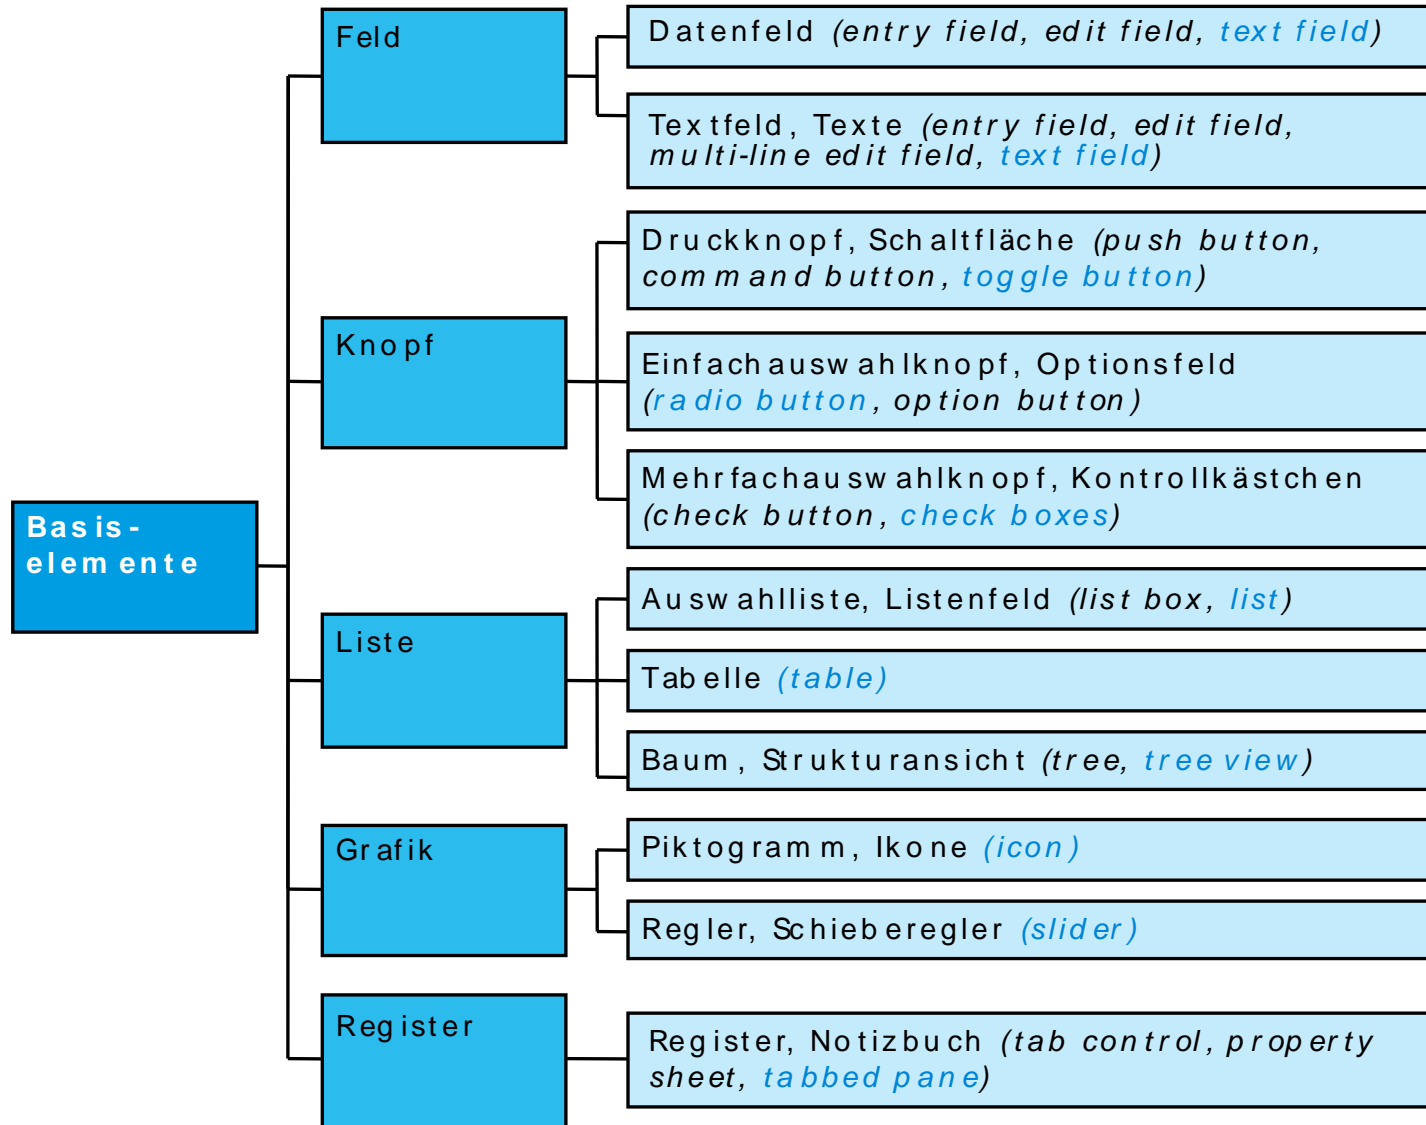 Feld
Datenfeld (entry field, edit field, text field)
Textfeld, Texte (entry field, edit field,
multi-line edit field, text field)
Knopf
Druckknopf, Schaltfläche (push button,
command button, toggle button)
Einfachauswahlknopf, Optionsfeld
(radio button, option button)
Mehrfachauswahlknopf, Kontrollkästchen
(check button, check boxes)
Basis-
elemente
Liste
Auswahlliste, Listenfeld (list box, list)
Tabelle (table)
Baum, Strukturansicht (tree, tree view)
Grafik
Piktogramm, Ikone (icon)
Regler, Schieberegler (slider)
Register
Register, Notizbuch (tab control, property
sheet, tabbed pane)